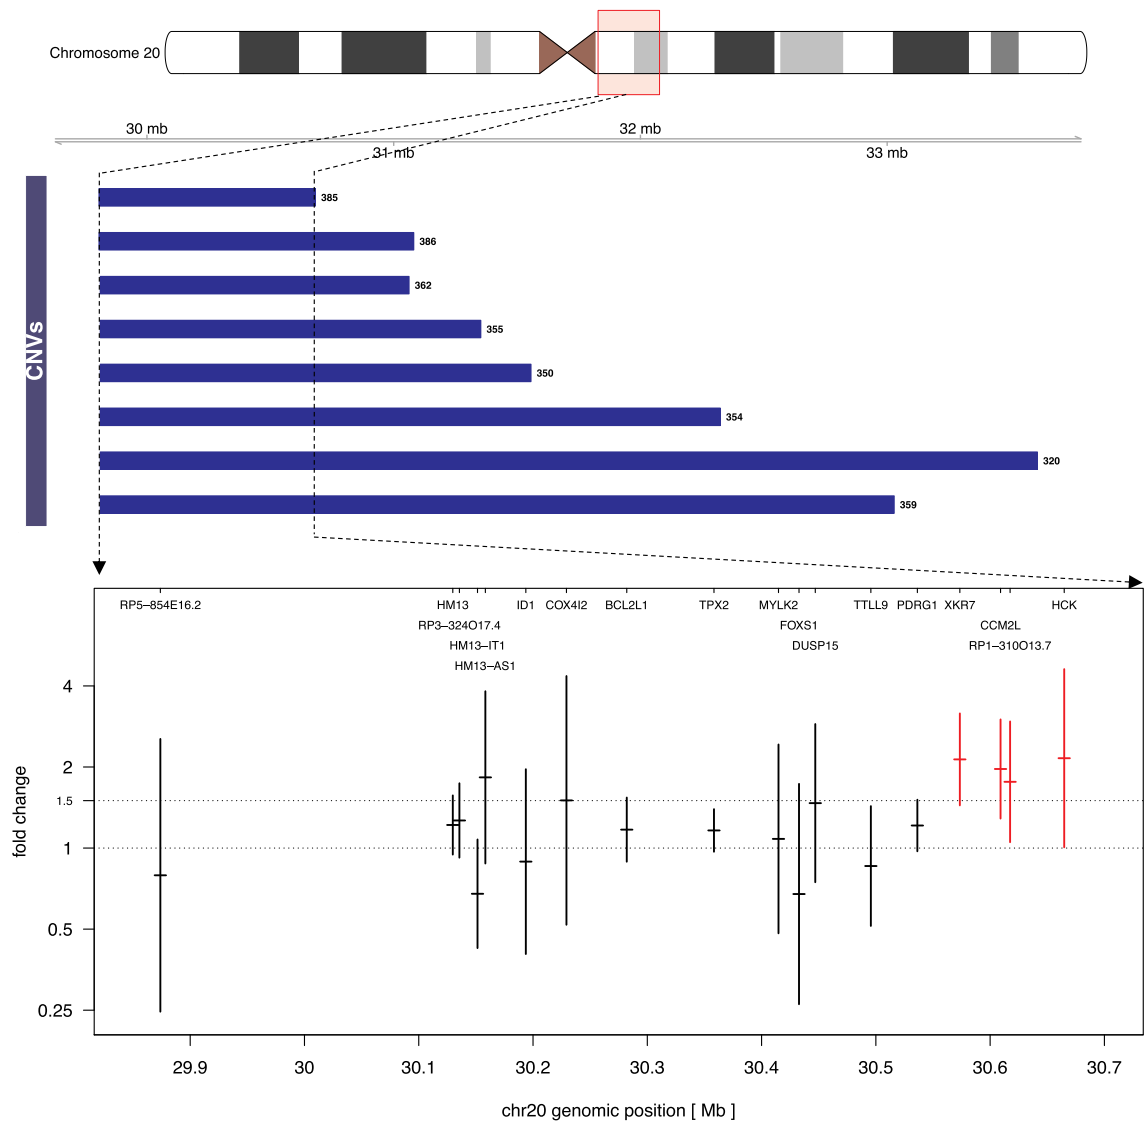 Chromosome 20
30 mb
32 mb
31 mb
33 mb
CNVs
385
386
362
355
350
354
320
359
RP5–854E16.2 HM13 ID1 COX4I2 BCL2L1 TPX2 MYLK2 TTLL9 PDRG1 XKR7 HCK
RP3–324O17.4 FOXS1 CCM2L
HM13–IT1 DUSP15 RP1–310O13.7
HM13–AS1
fold change
4
2
1.5
1
0.5
0.25
29.9 30 30.1 30.2 30.3 30.4 30.5 30.6 30.7
chr20 genomic position [ Mb ]